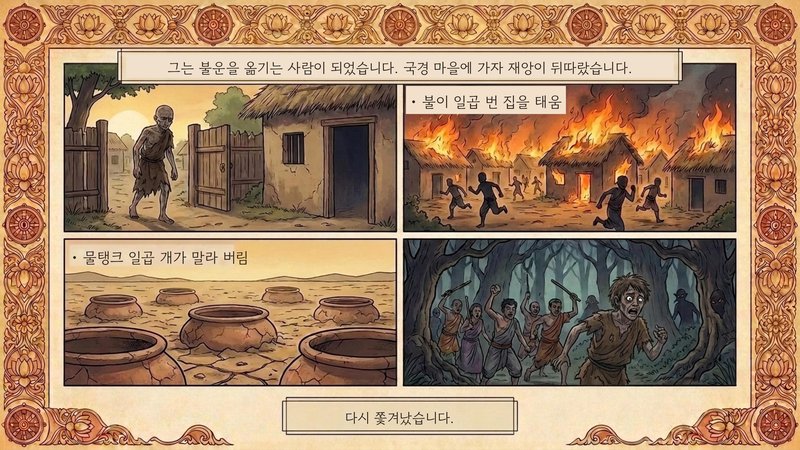 그는 불운을 옮기는 사람이 되었습니다. 국경 마을에 가자 재앙이 뒤따랐습니다.
• 불이 일곱 번 집을 태움
• 물탱크 일곱 개가 말라 버림
다시 쫓겨났습니다.